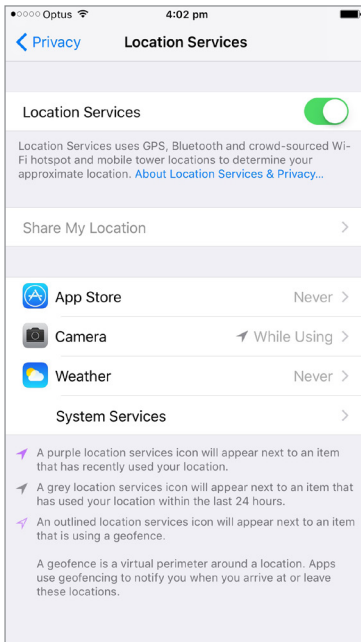 Optus 4:02 pm
Privacy Location Services
Location Services
Location Services uses GPS, Bluetooth and crowd-sourced Wi-
Fi hotspot and mobile tower locations to determine your
approximate location. About Location Services & Privacy...
Share My Location
App Store Never
Camera While Using
Weather Never
System Services
A purple location services icon will appear next to an item
that has recently used your location.
A grey location services icon will appear next to an item that
has used your location within the last 24 hours.
An outlined location services icon will appear next to an item
that is using a geofence.
A geofence is a virtual perimeter around a location. Apps
use geofencing to notify you when you arrive at or leave
these locations.